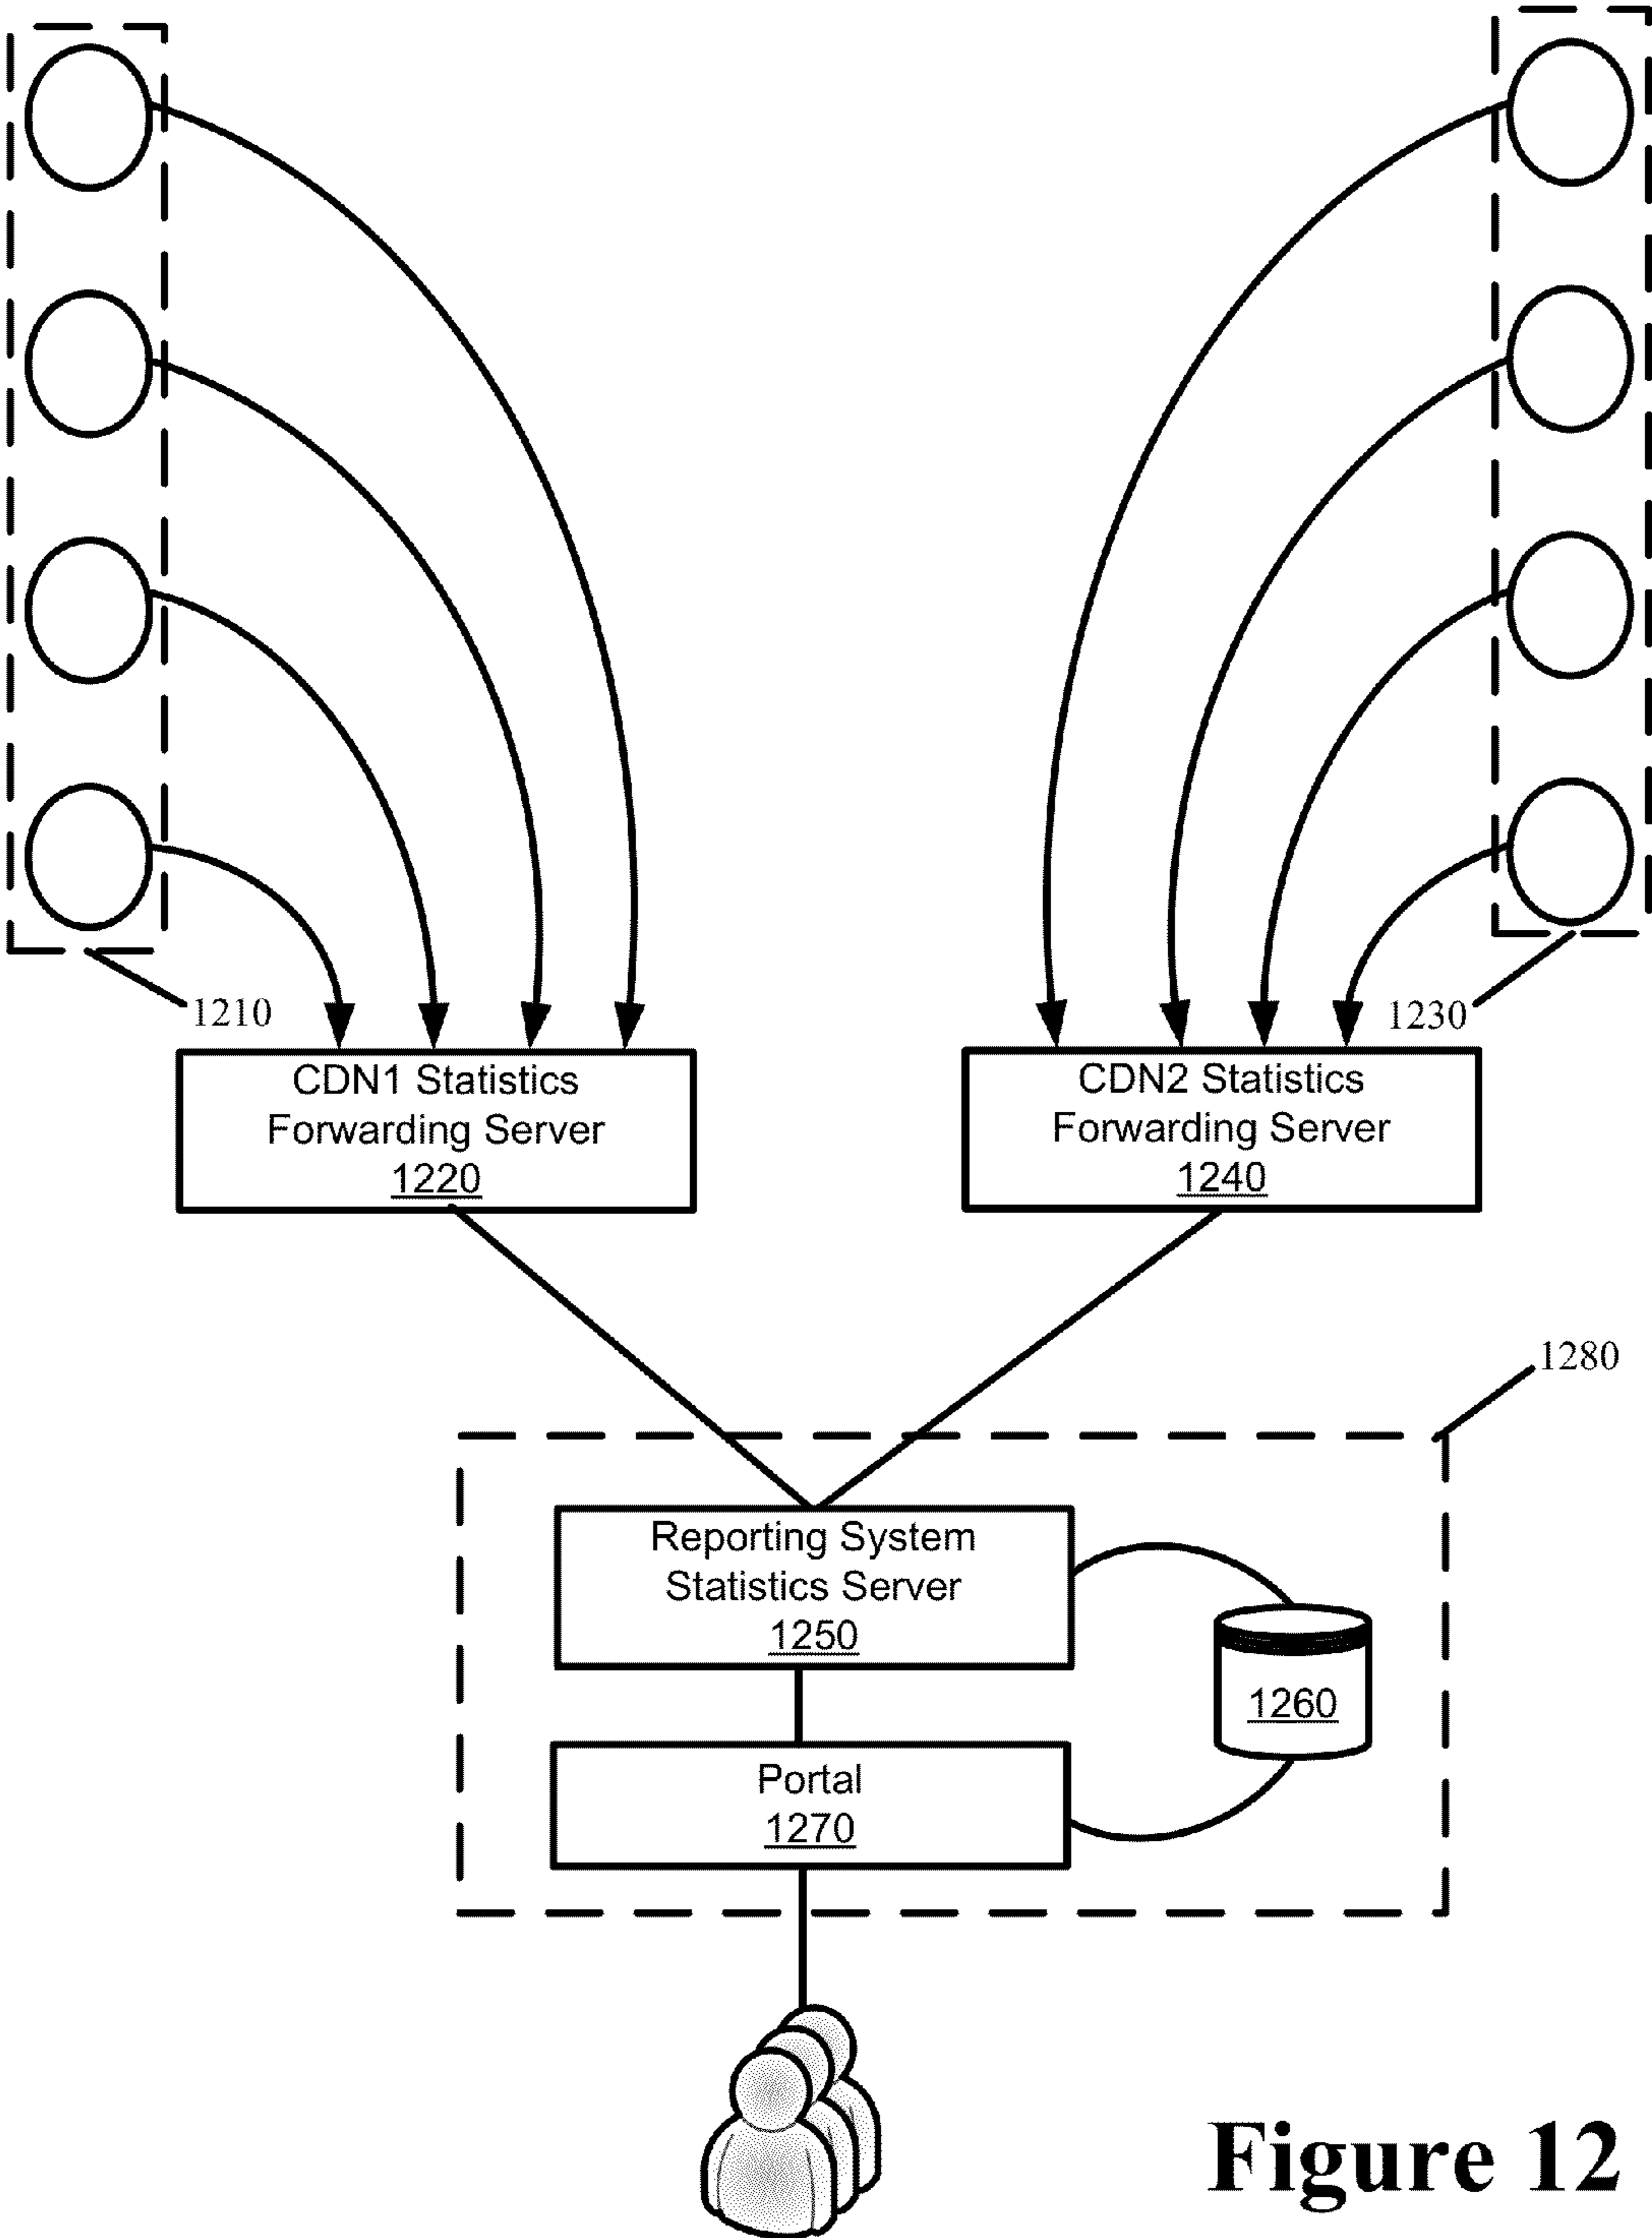 1210
1230
CDN1 Statistics
Forwarding Server
1220
CDN2 Statistics
Forwarding Server
1240
1280
Reporting System
Statistics Server
1250
1260
Portal
1270
Figure 12